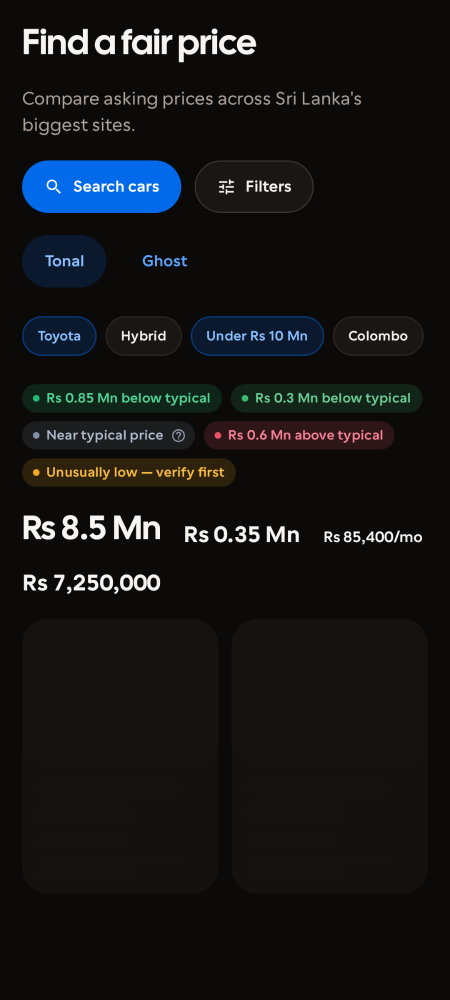 Find a fair price
Compare asking prices across Sri Lanka's
biggest sites.
Search cars Filters
Tonal Ghost
Toyota Hybrid Under Rs 10 Mn Colombo
Rs 0.85 Mn below typical Rs 0.3 Mn below typical
Near typical price Rs 0.6 Mn above typical
Unusually low — verify first
Rs 8.5 Mn Rs 0.35 Mn Rs 85,400/mo
Rs 7,250,000